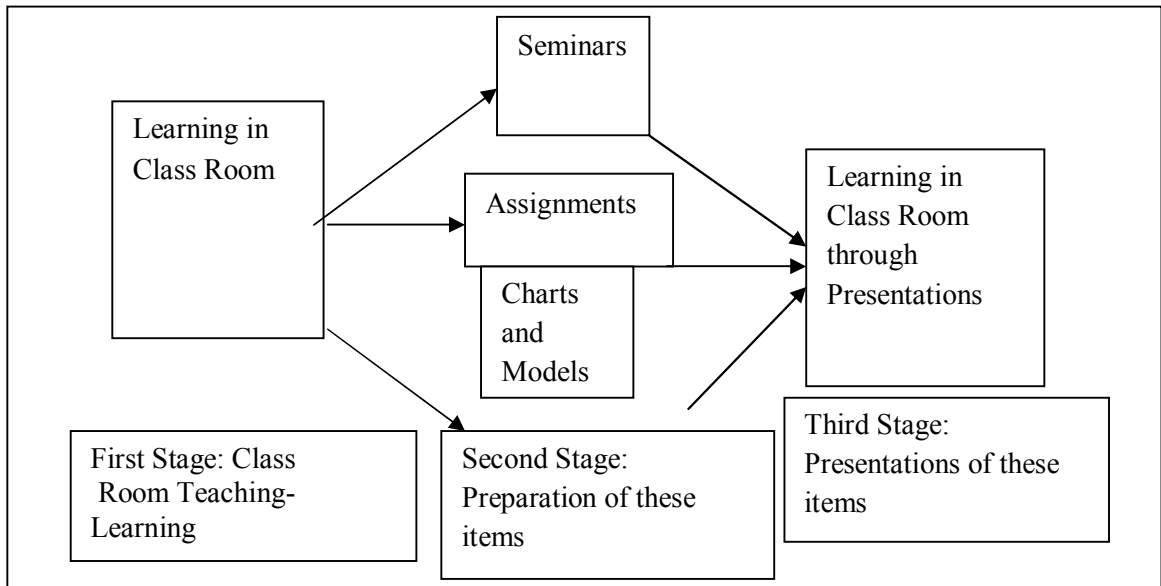 Seminars
Learning in
Class Room
Assignments
Charts
and
Models
Learning in
Class Room
through
Presentations
First Stage: Class
Room Teaching-
Learning
Second Stage:
Preparation of these
items
Third Stage:
Presentations of these
items